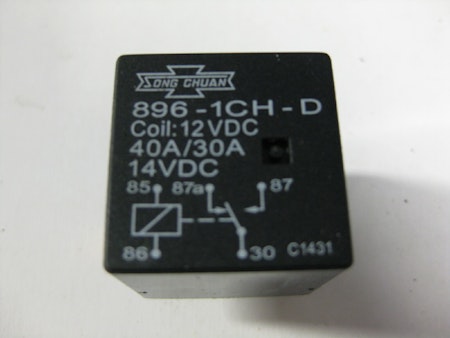 SONG CHUAN
896-1CH-D
Coil:12VDC
40A/30A
14VDC
85 87a 87
86 30 C1431